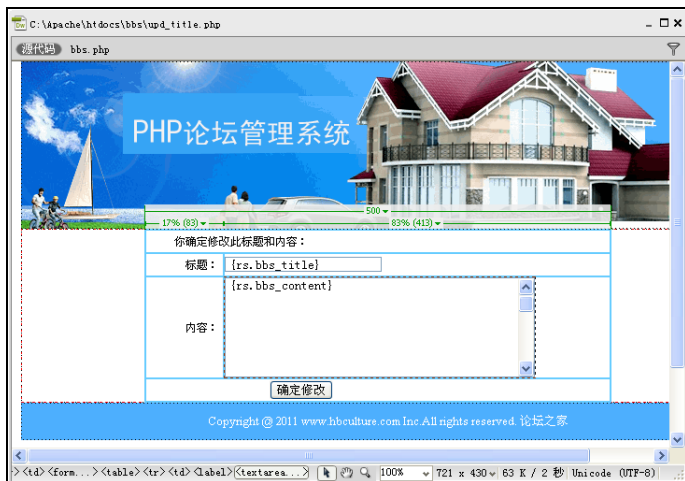 C:\Apache\htdocs\bbs\upd_title.php
源代码 bbs.php
PHP论坛管理系统
500
17% (83) 83% (413)
你确定修改此标题和内容：
标题： {rs.bbs_title}
内容： {rs.bbs_content}
确定修改
Copyright @ 2011 www.hbculture.com Inc.All rights reserved. 论坛之家
><td><form...><table><tr><td><label><textarea...> 100% 721 x 430 63 K / 2 秒 Unicode (UTF-8)